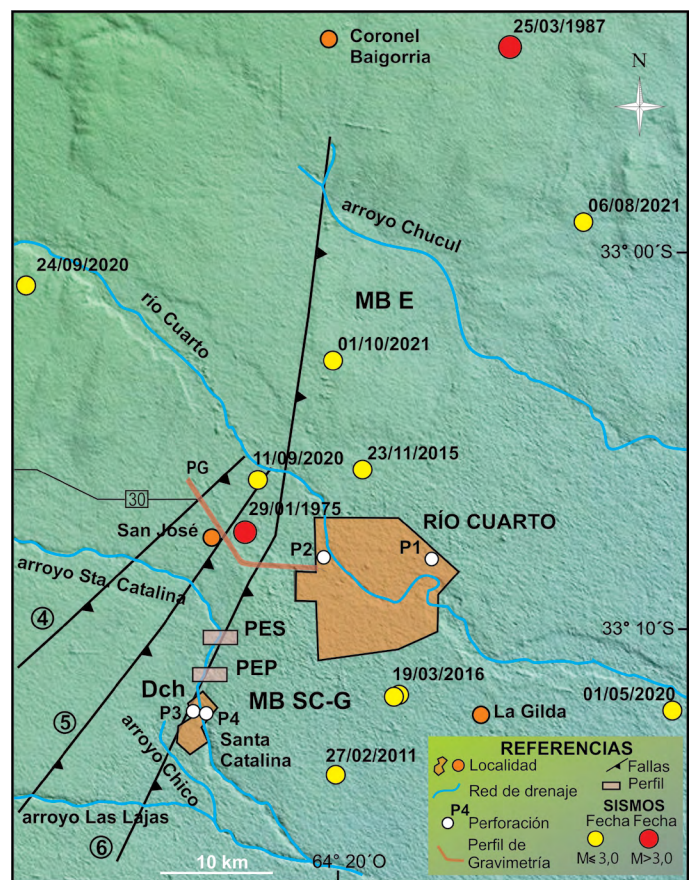 25/03/1987
Coronel
Baigorria
N
arroyo Chucul
06/08/2021
33° 00´S
24/09/2020
río Cuarto
MB E
01/10/2021
23/11/2015
11/09/2020
PG
30
29/01/1975
San José
RÍO CUARTO
P2
P1
arroyo Sta. Catalina
4
PES
33° 10´S
PEP
19/03/2016
Dch
MB SC-G
01/05/2020
P3
P4
La Gilda
5
Santa
Catalina
arroyo Chico
27/02/2011
arroyo Las Lajas
6
10 km
64° 20´O
REFERENCIAS
Localidad
Fallas
Red de drenaje
Perfil
P4
Perforación
SISMOS
Fecha
Fecha
Perfil de
Gravimetría
M≤ 3,0
M>3,0